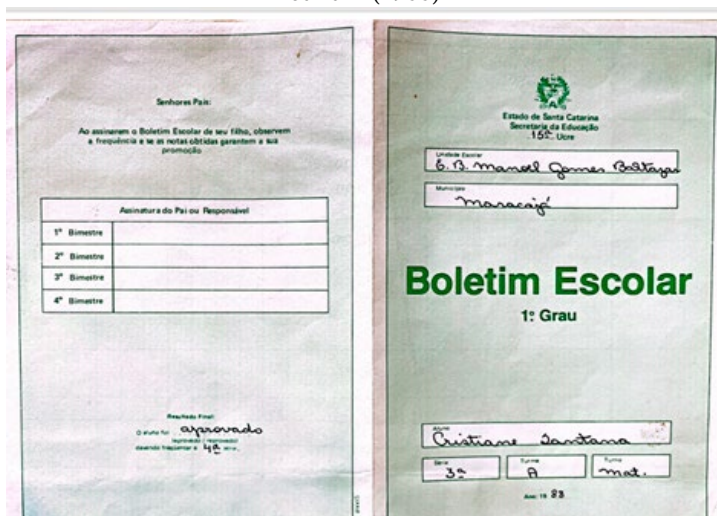 Senhores Pais:
Ao assinarem o Boletim Escolar de seu filho, observem
a frequência e se as notas obtidas garantem a sua
promoção
Assinatura do Pai ou Responsável
1º Bimestre
2º Bimestre
3º Bimestre
4º Bimestre
Resultado Final:
O aluno foi aprovado
devendo freqüentar a 4ª série.
Estado de Santa Catarina
Secretaria da Educação
15ª Ucre
Unidade Escolar
E. B. Manoel Gomes Baltazar
Município
Maracajá
Boletim Escolar
1º Grau
Aluno
Cristiane Santana
Série
3ª
Turma
A
Turno
mat.
Ano: 19 83